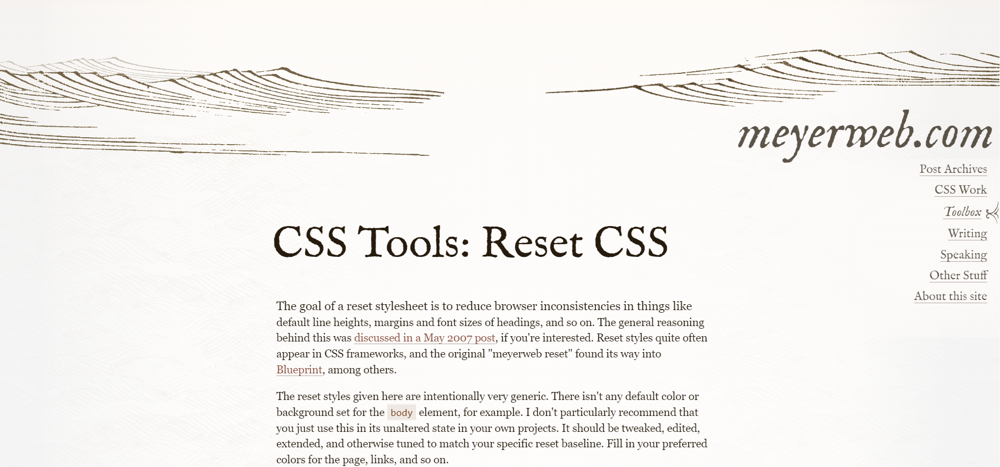 meyerweb.com
Post Archives
CSS Work
Toolbox
Writing
Speaking
Other Stuff
About this site
CSS Tools: Reset CSS
The goal of a reset stylesheet is to reduce browser inconsistencies in things like
default line heights, margins and font sizes of headings, and so on. The general reasoning
behind this was discussed in a May 2007 post, if you're interested. Reset styles quite often
appear in CSS frameworks, and the original "meyerweb reset" found its way into
Blueprint, among others.
The reset styles given here are intentionally very generic. There isn't any default color or
background set for the body element, for example. I don't particularly recommend that
you just use this in its unaltered state in your own projects. It should be tweaked, edited,
extended, and otherwise tuned to match your specific reset baseline. Fill in your preferred
colors for the page, links, and so on.